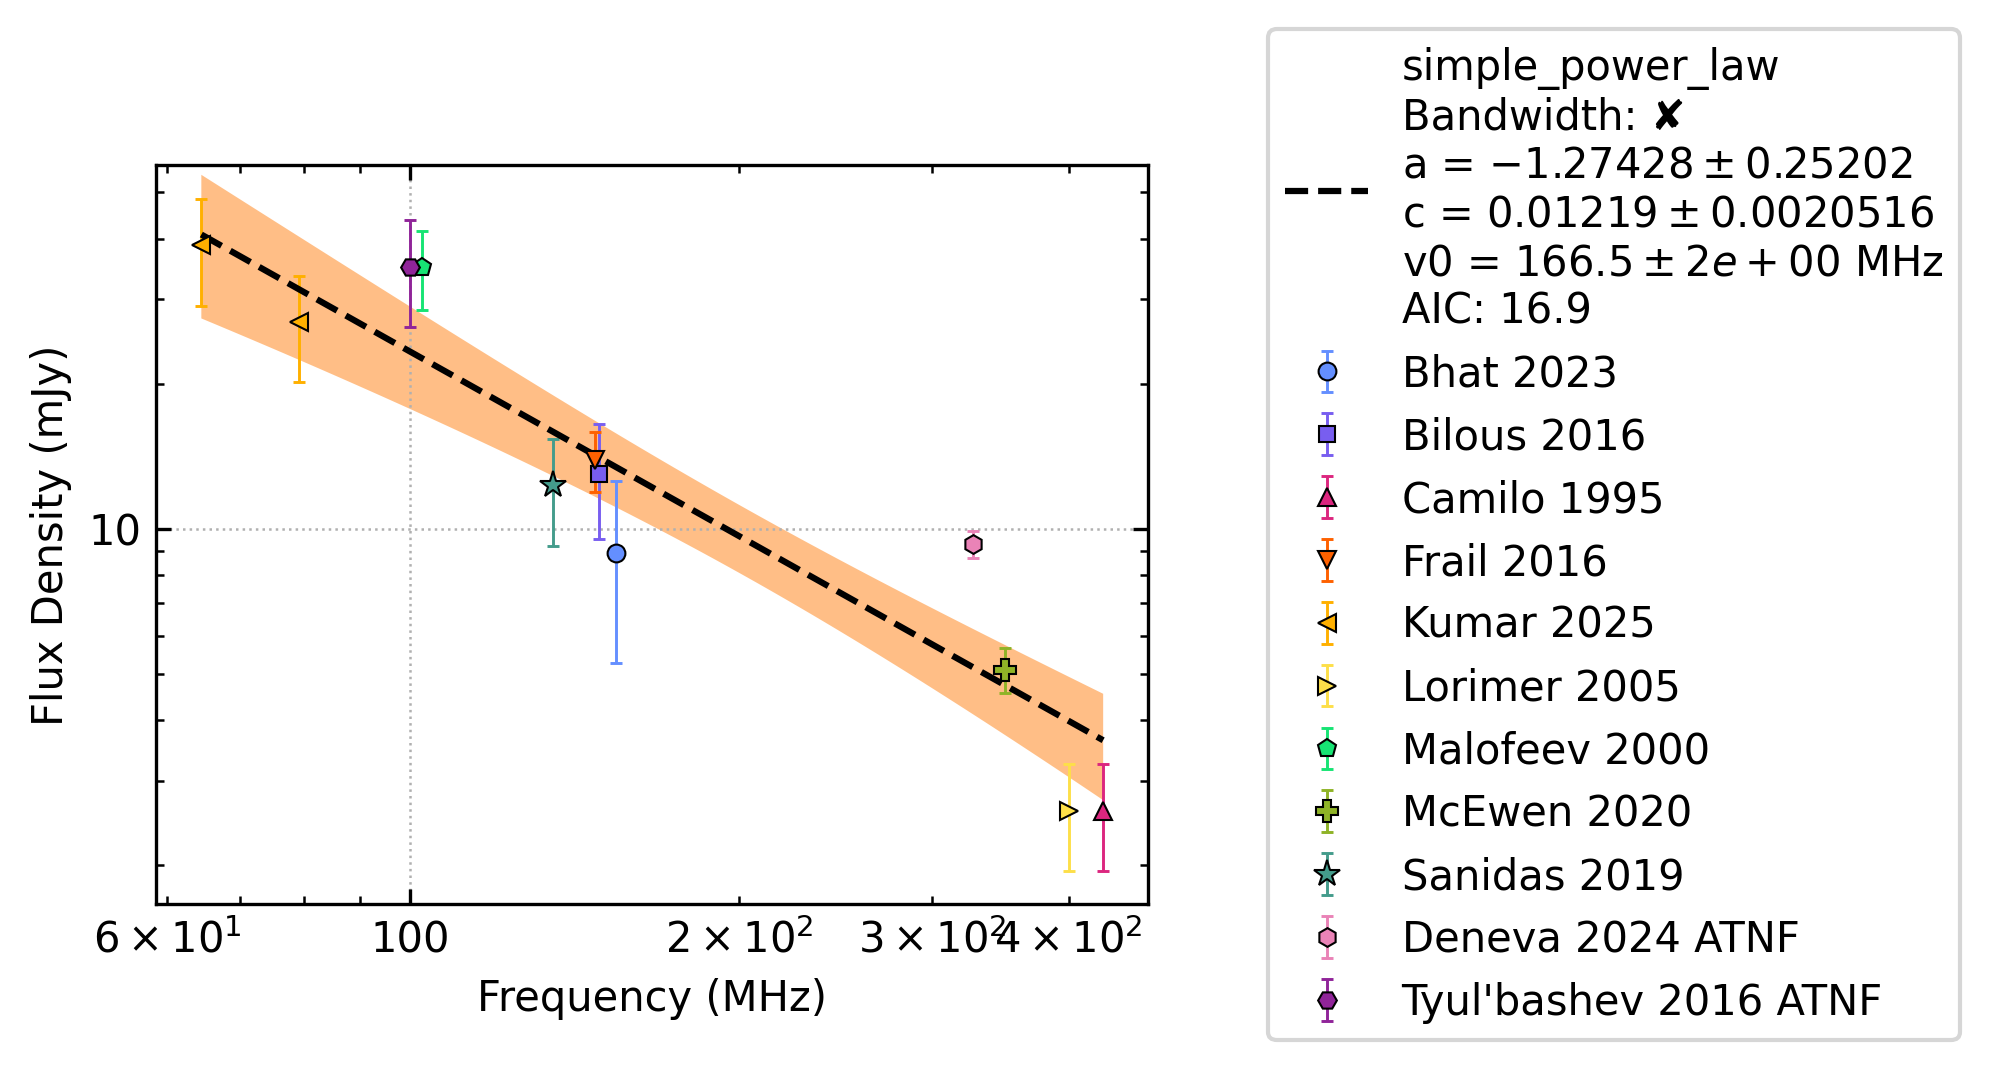 simple_power_law
Bandwidth: ✘
a = −1.27428 ± 0.25202
c = 0.01219 ± 0.0020516
v0 = 166.5 ± 2e + 00 MHz
AIC: 16.9
Bhat 2023
Bilous 2016
Camilo 1995
Frail 2016
Kumar 2025
Lorimer 2005
Malofeev 2000
McEwen 2020
Sanidas 2019
Deneva 2024 ATNF
Tyul'bashev 2016 ATNF
Flux Density (mJy)
10
6 × 10¹ 100 2 × 10² 3 × 10² 4 × 10²
Frequency (MHz)